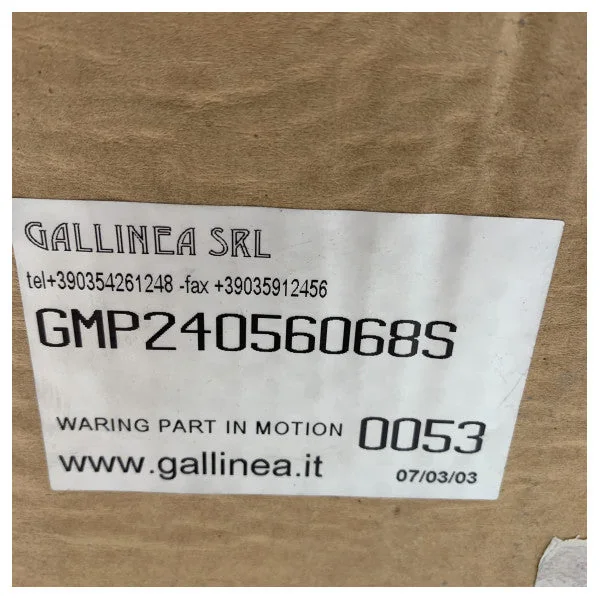 GALLINEA SRL
tel+390354261248 -fax +39035912456
GMP24056068S
WARING PART IN MOTION 0053
www.gallinea.it 07/03/03